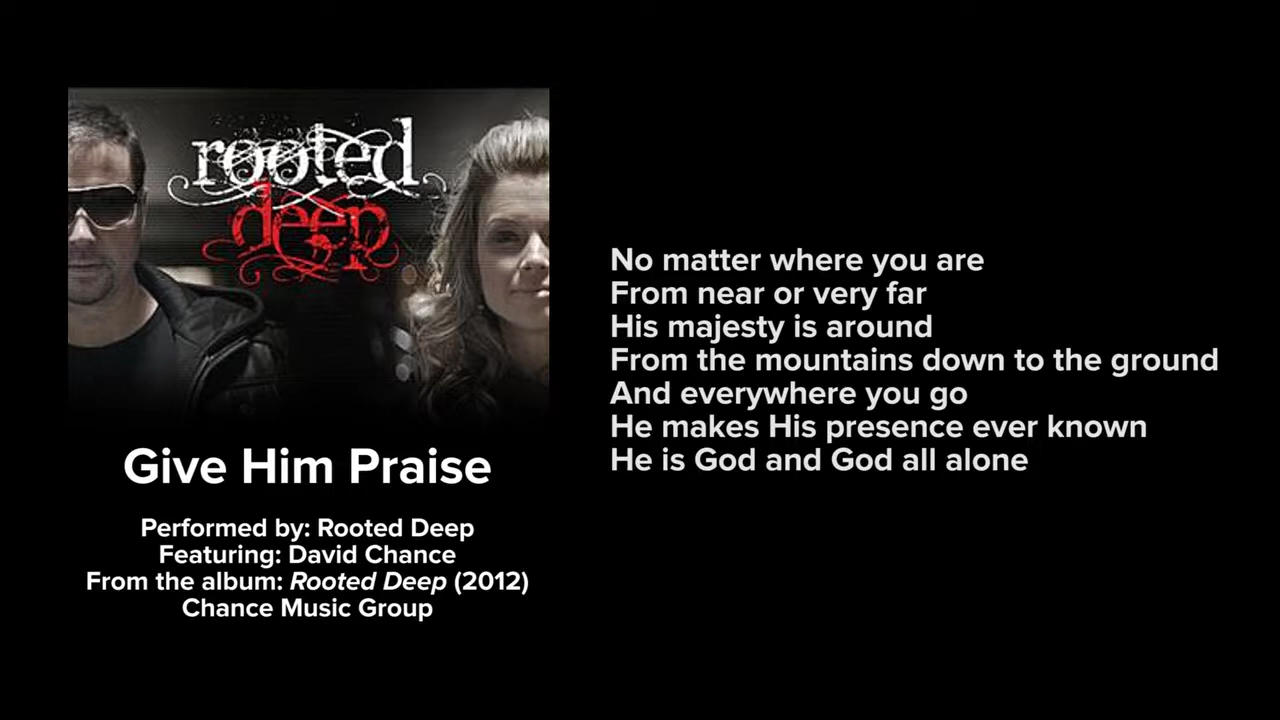 rooted
deep
Give Him Praise
Performed by: Rooted Deep
Featuring: David Chance
From the album: Rooted Deep (2012)
Chance Music Group
No matter where you are
From near or very far
His majesty is around
From the mountains down to the ground
And everywhere you go
He makes His presence ever known
He is God and God all alone